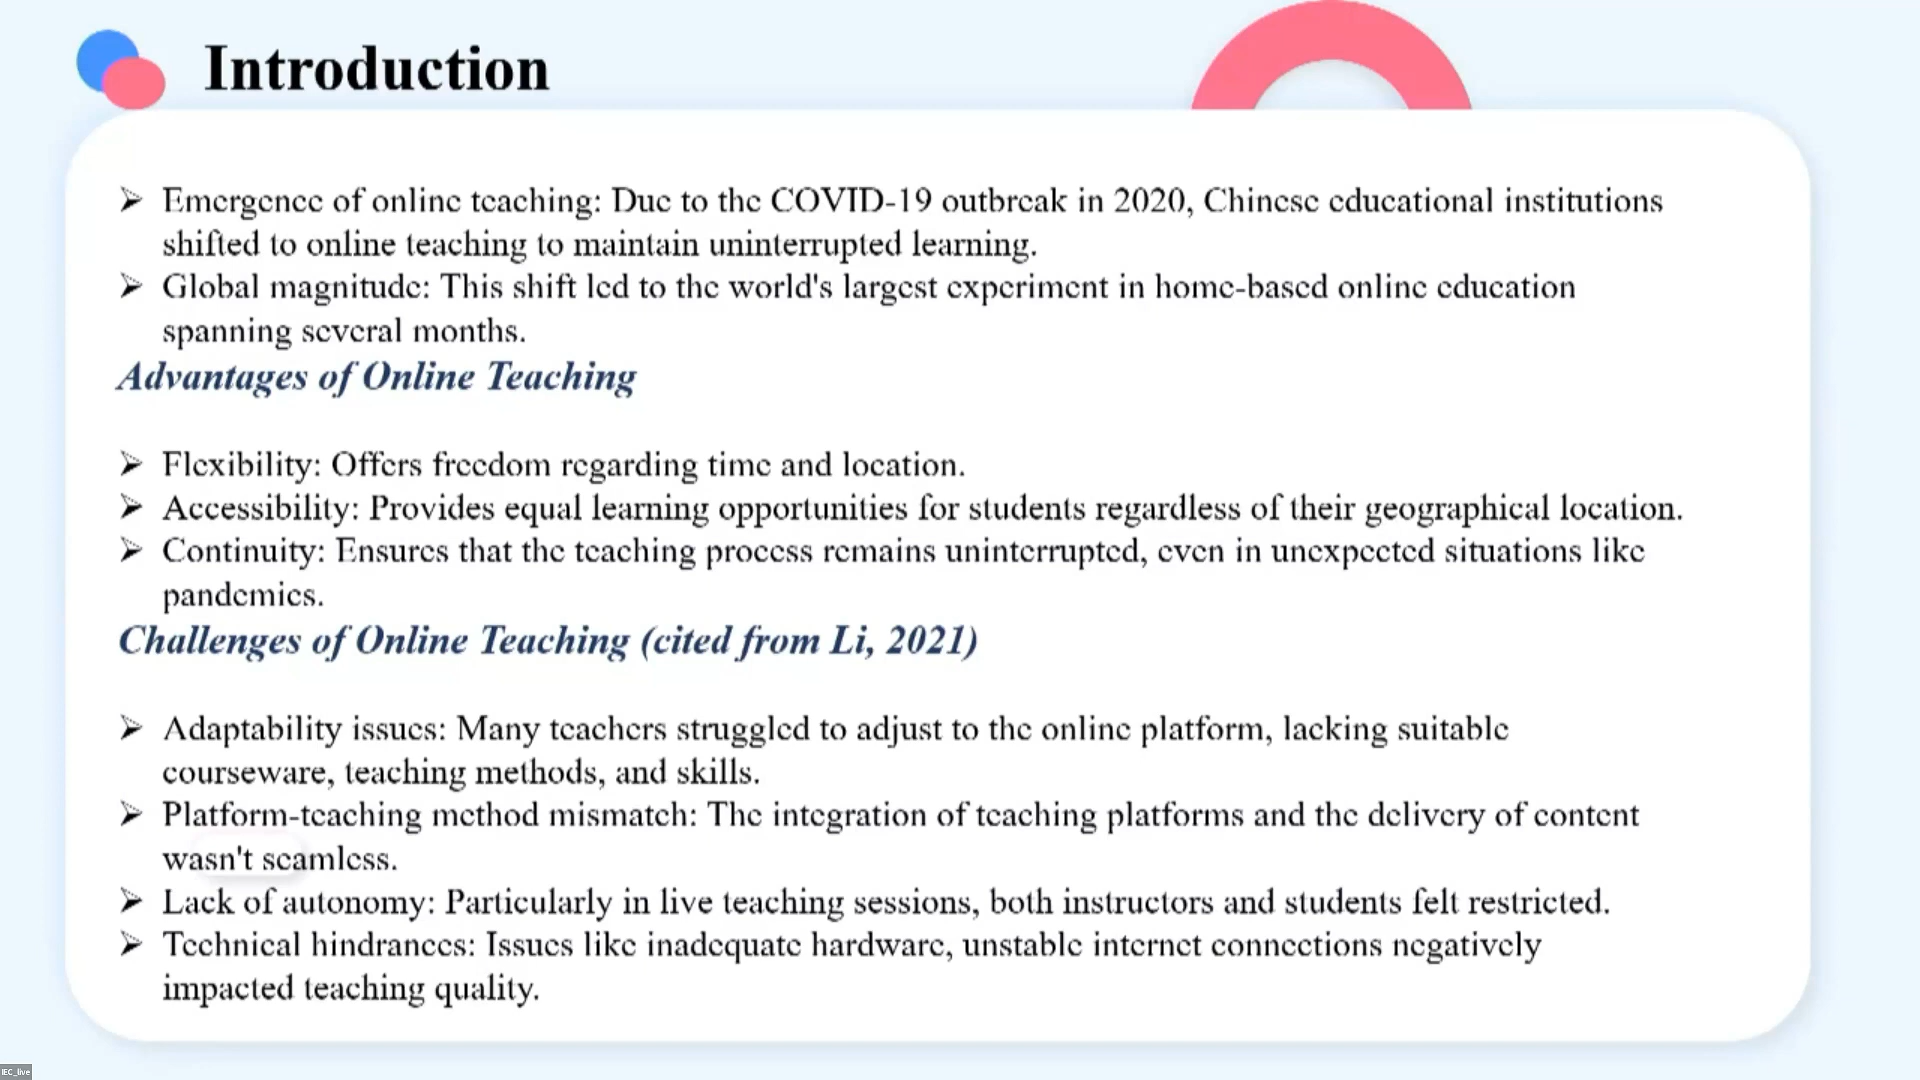 Introduction
➢ Emergence of online teaching: Due to the COVID-19 outbreak in 2020, Chinese educational institutions
shifted to online teaching to maintain uninterrupted learning.
➢ Global magnitude: This shift led to the world's largest experiment in home-based online education
spanning several months.
Advantages of Online Teaching
➢ Flexibility: Offers freedom regarding time and location.
➢ Accessibility: Provides equal learning opportunities for students regardless of their geographical location.
➢ Continuity: Ensures that the teaching process remains uninterrupted, even in unexpected situations like
pandemics.
Challenges of Online Teaching (cited from Li, 2021)
➢ Adaptability issues: Many teachers struggled to adjust to the online platform, lacking suitable
courseware, teaching methods, and skills.
➢ Platform-teaching method mismatch: The integration of teaching platforms and the delivery of content
wasn't seamless.
➢ Lack of autonomy: Particularly in live teaching sessions, both instructors and students felt restricted.
➢ Technical hindrances: Issues like inadequate hardware, unstable internet connections negatively
impacted teaching quality.
IEC_live